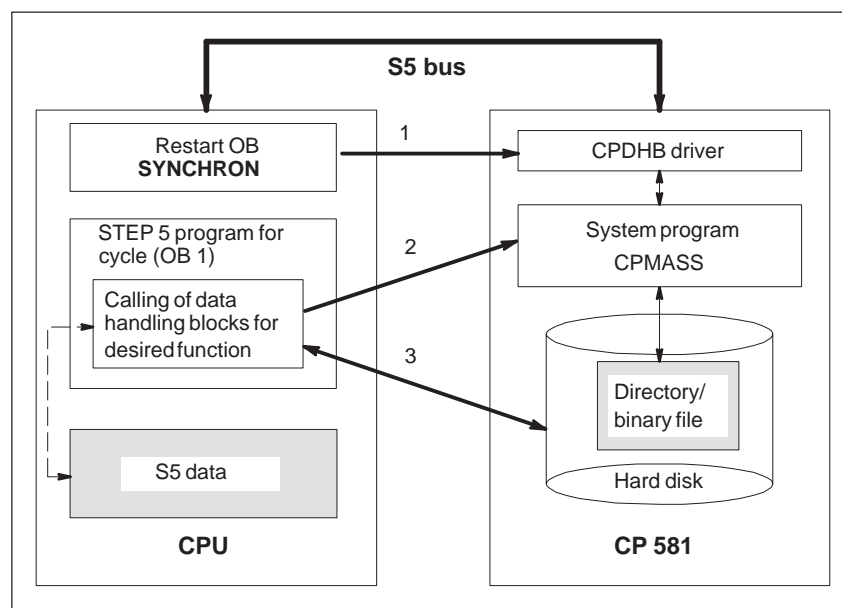 S5 bus
Restart OB
SYNCHRON
1
CPDHB driver
STEP 5 program for
cycle (OB 1)
2
System program
CPMASS
Calling of data
handling blocks for
desired function
3
Directory/
binary file
S5 data
Hard disk
CPU
CP 581